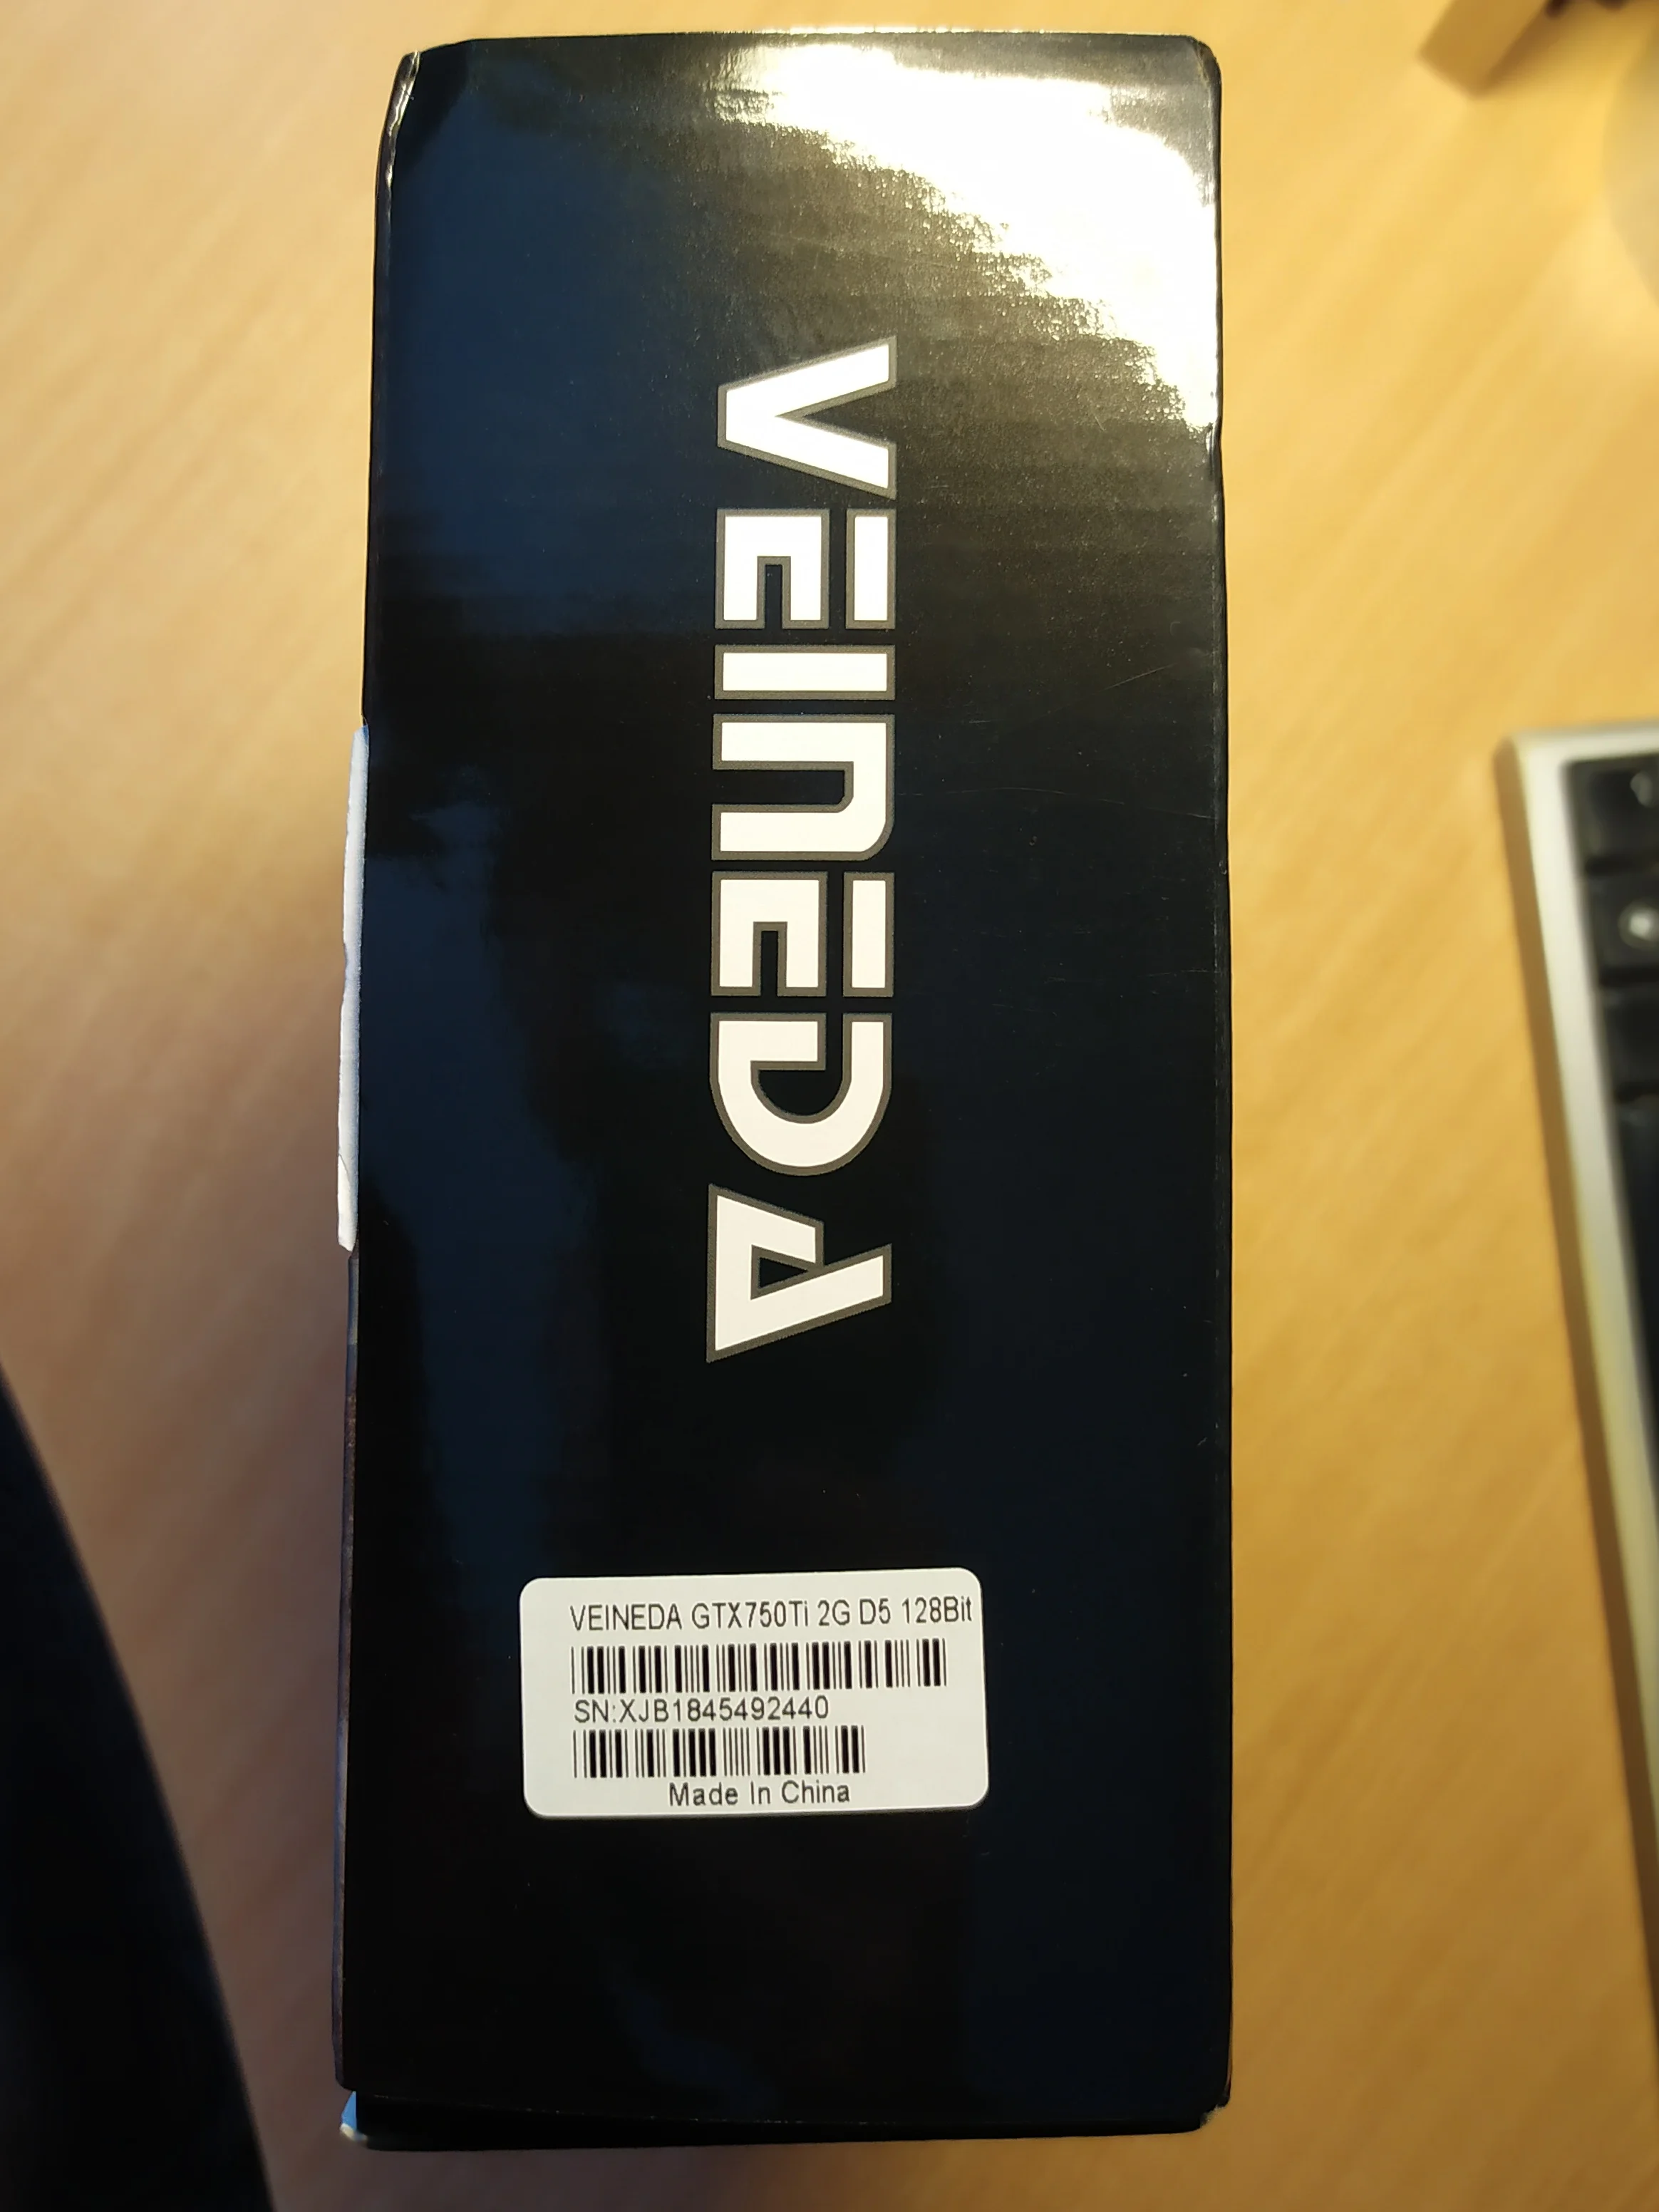 VEINEDA
VEINEDA GTX750Ti 2G D5 128Bit
SN:XJB1845492440
Made In China